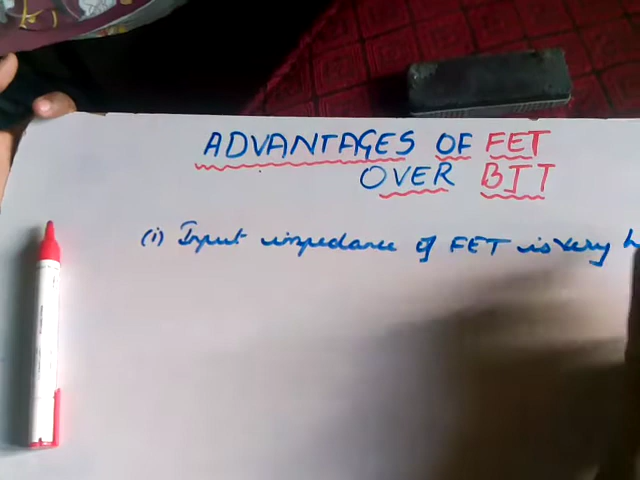 ADVANTAGES OF FET
OVER BJT
(i) Input impedance of FET is very